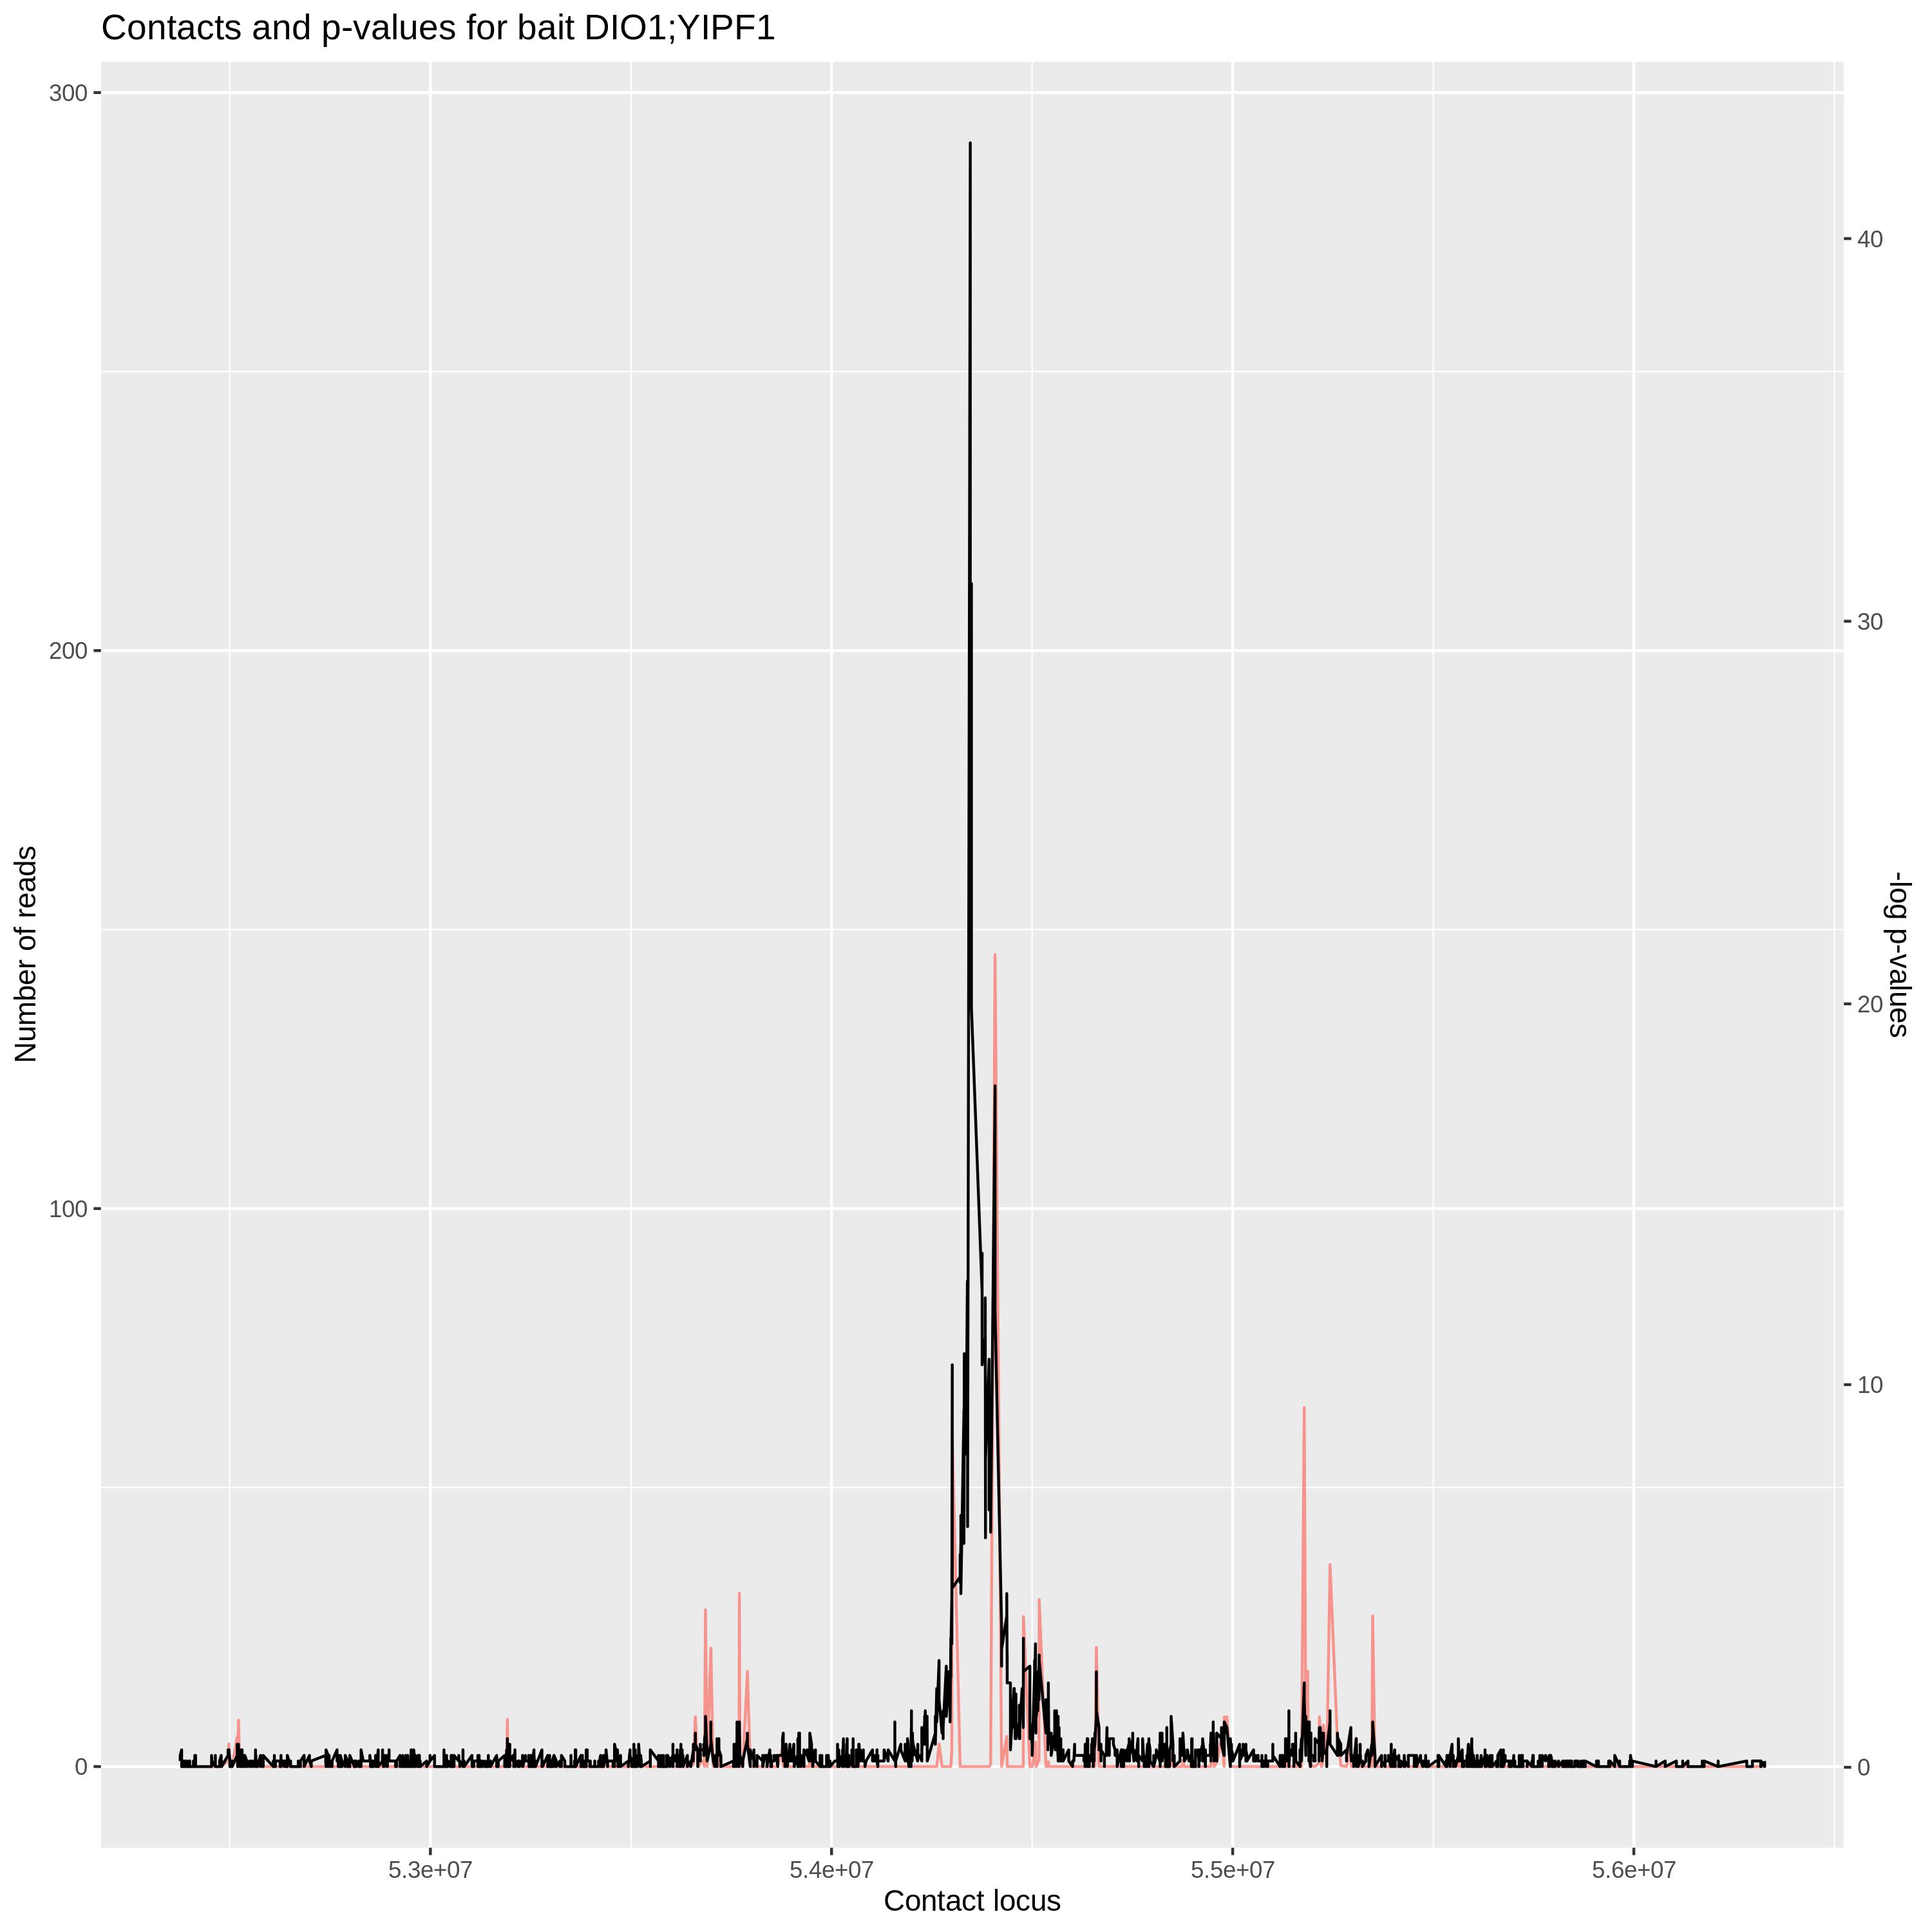 Contacts and p-values for bait DIO1;YIPF1
300
200
100
0
Number of reads
40
30
20
10
0
-log p-values
5.3e+07
5.4e+07
5.5e+07
5.6e+07
Contact locus